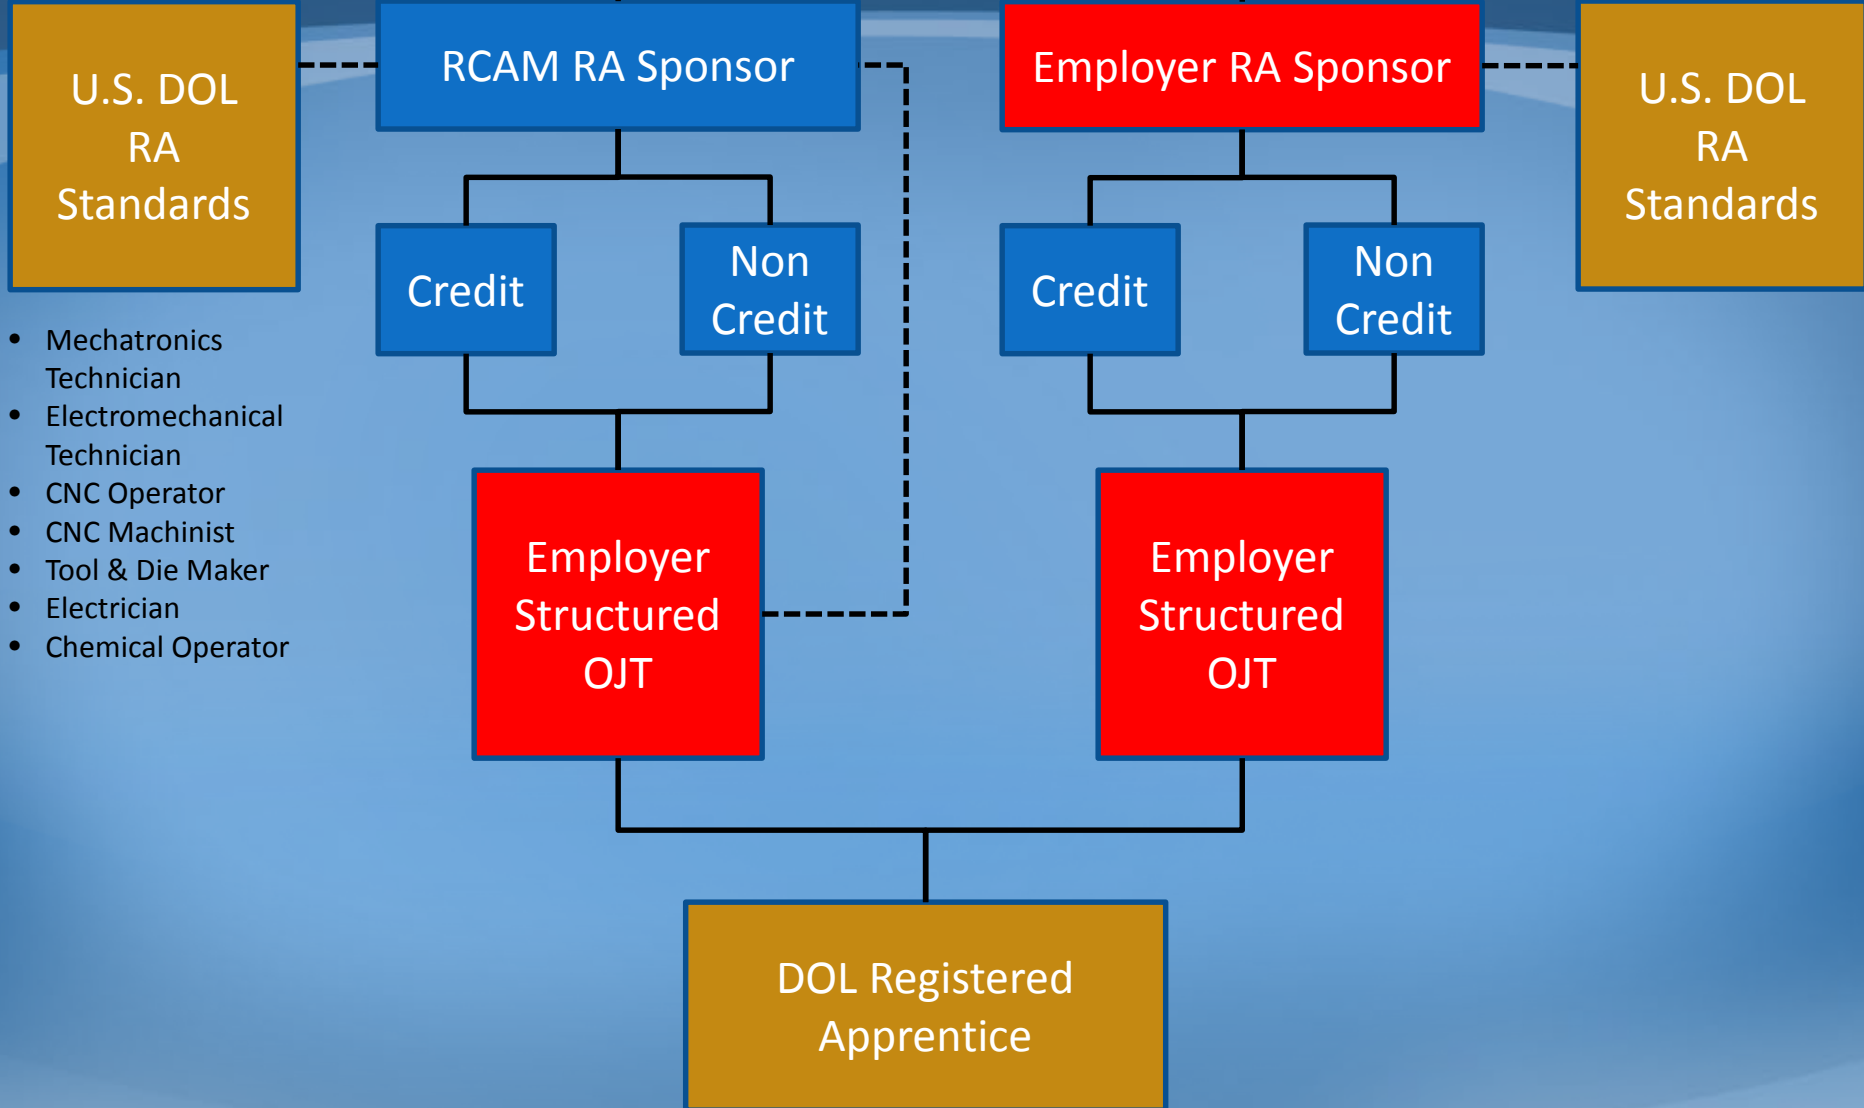 U.S. DOL
RA
Standards
RCAM RA Sponsor
Employer RA Sponsor
U.S. DOL
RA
Standards
Credit
Non
Credit
Credit
Non
Credit
• Mechatronics
Technician
• Electromechanical
Technician
• CNC Operator
• CNC Machinist
• Tool & Die Maker
• Electrician
• Chemical Operator
Employer
Structured
OJT
Employer
Structured
OJT
DOL Registered
Apprentice